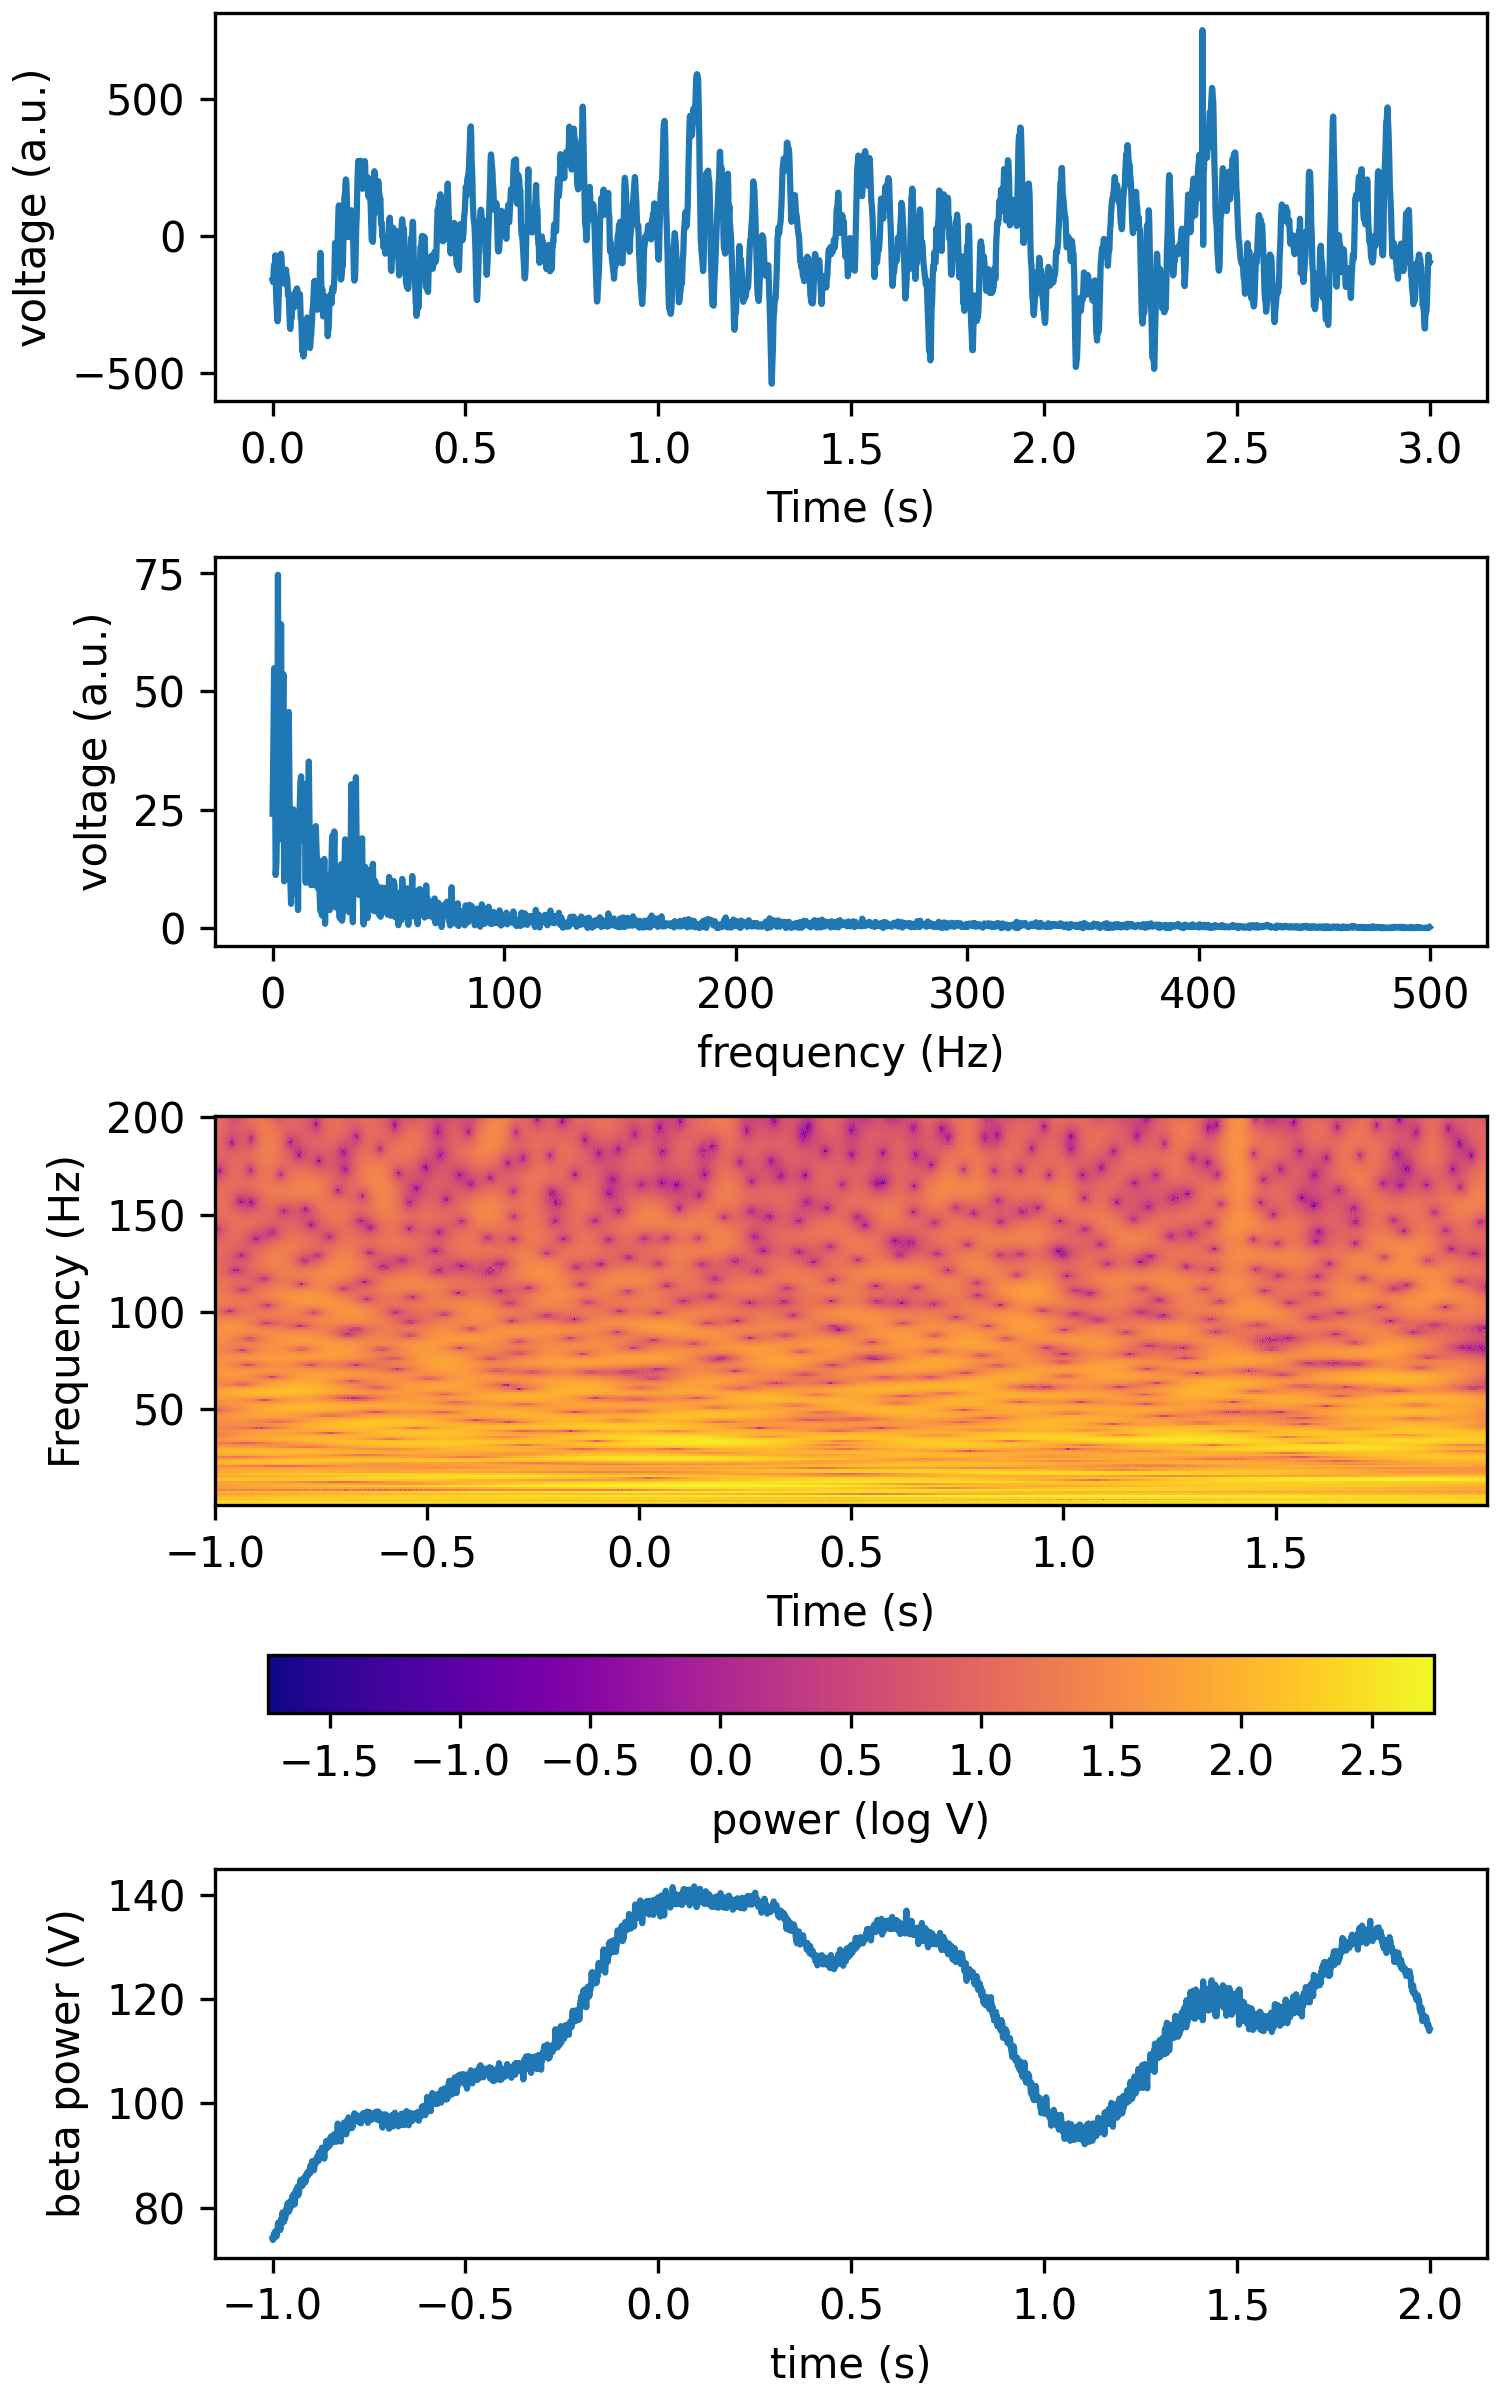 voltage (a.u.)
500
0
−500
0.0 0.5 1.0 1.5 2.0 2.5 3.0
Time (s)
voltage (a.u.)
75
50
25
0
0 100 200 300 400 500
frequency (Hz)
Frequency (Hz)
200
150
100
50
−1.0 −0.5 0.0 0.5 1.0 1.5
Time (s)
−1.5 −1.0 −0.5 0.0 0.5 1.0 1.5 2.0 2.5
power (log V)
beta power (V)
140
120
100
80
−1.0 −0.5 0.0 0.5 1.0 1.5 2.0
time (s)